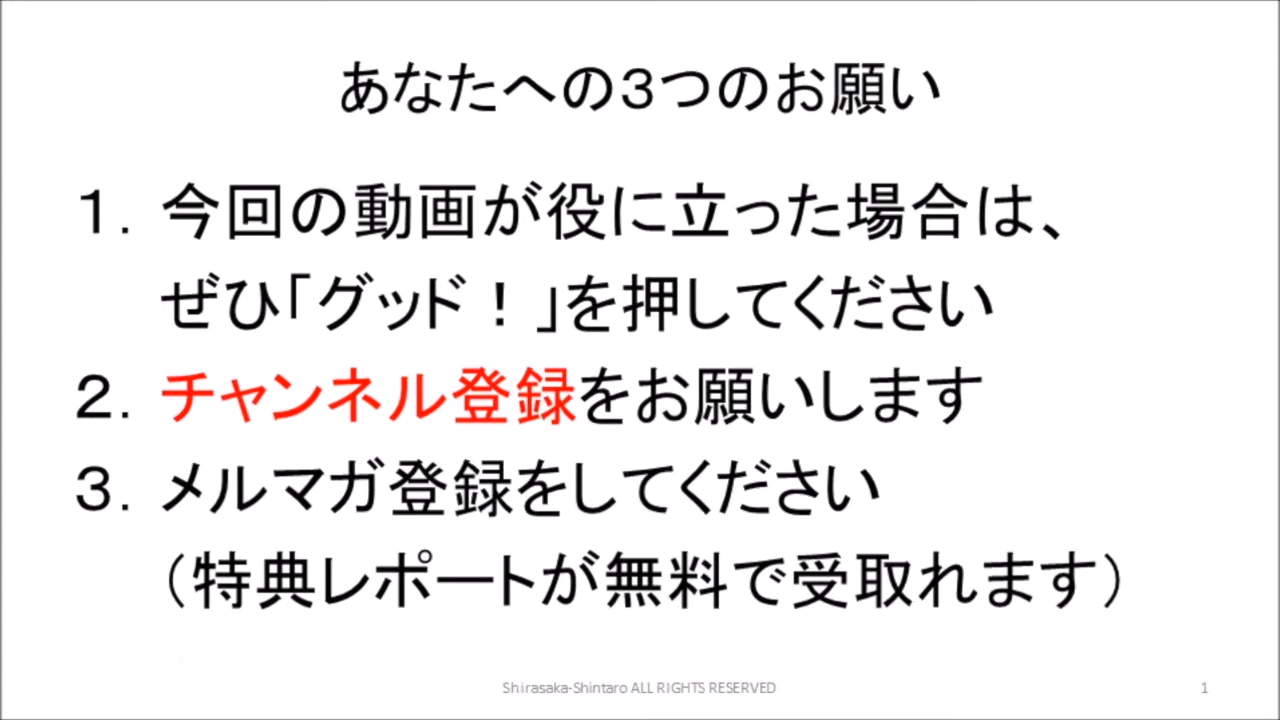 あなたへの３つのお願い
１．今回の動画が役に立った場合は、
ぜひ「グッド！」を押してください
２．チャンネル登録をお願いします
３．メルマガ登録をしてください
（特典レポートが無料で受取れます）
Shirasaka-Shintaro ALL RIGHTS RESERVED
1